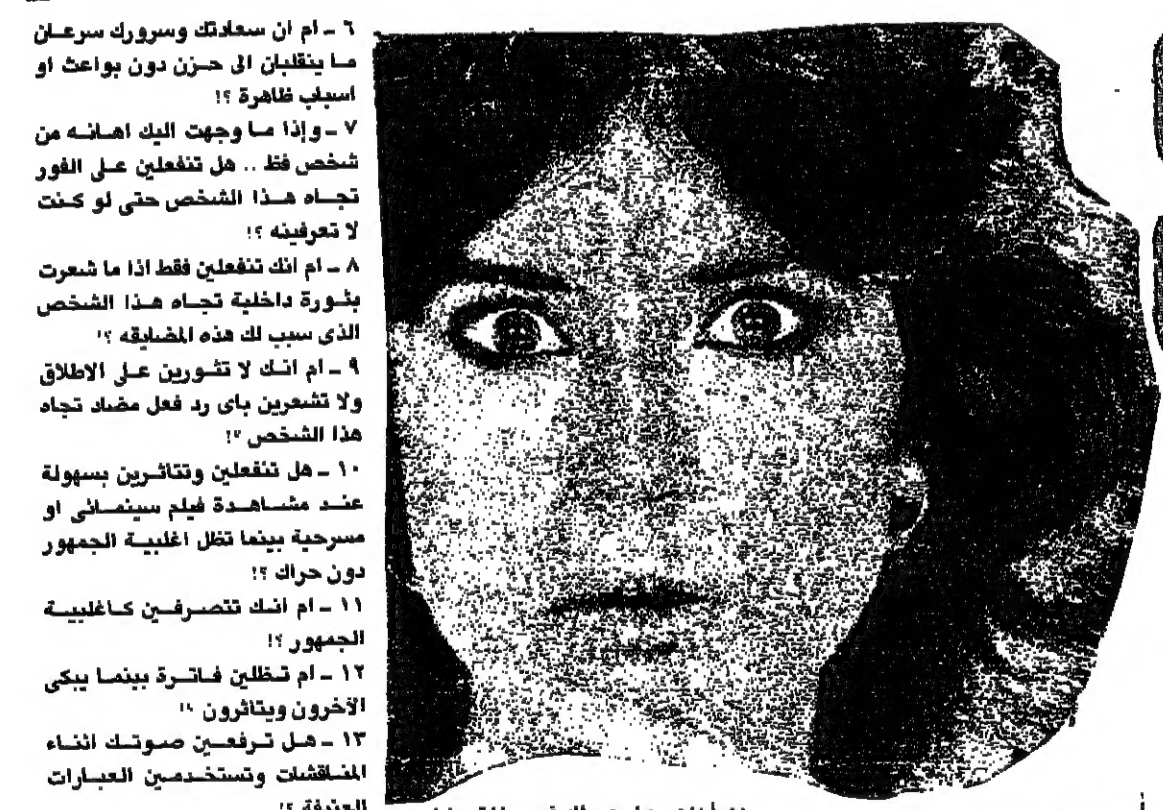 ٦ ـ أم ان سعادتك وسرورك سرعان
ما ينقلبان الى حزن دون بواعث او
اسباب ظاهرة ؟!
٧ ـ وإذا ما وجهت اليك اهانه من
شخص فظ .. هل تنفعلين على الفور
تجاه هذا الشخص حتى لو كنت
لا تعرفينه ؟!
٨ ـ ام انك تنفعلين فقط اذا ما شعرت
بثورة داخلية تجاه هذا الشخص
الذى سبب لك هذه المضايقه ؟!
٩ ـ ام انك لا تثورين على الاطلاق
ولا تشعرين باى رد فعل مضاد تجاه
هذا الشخص ؟!
١٠ ـ هل تنفعلين وتتاثرين بسهولة
عند مشاهدة فيلم سينمائى او
مسرحية بينما تظل اغلبية الجمهور
دون حراك ؟!
١١ ـ ام انك تتصرفين كاغلبية
الجمهور ؟!
١٢ ـ ام تظلين فاترة بينما يبكى
الآخرون ويتاثرون ؟!
١٣ ـ هل ترفعين صوتك اثناء
المناقشات وتستخدمين العبارات
العنيفة ؟!